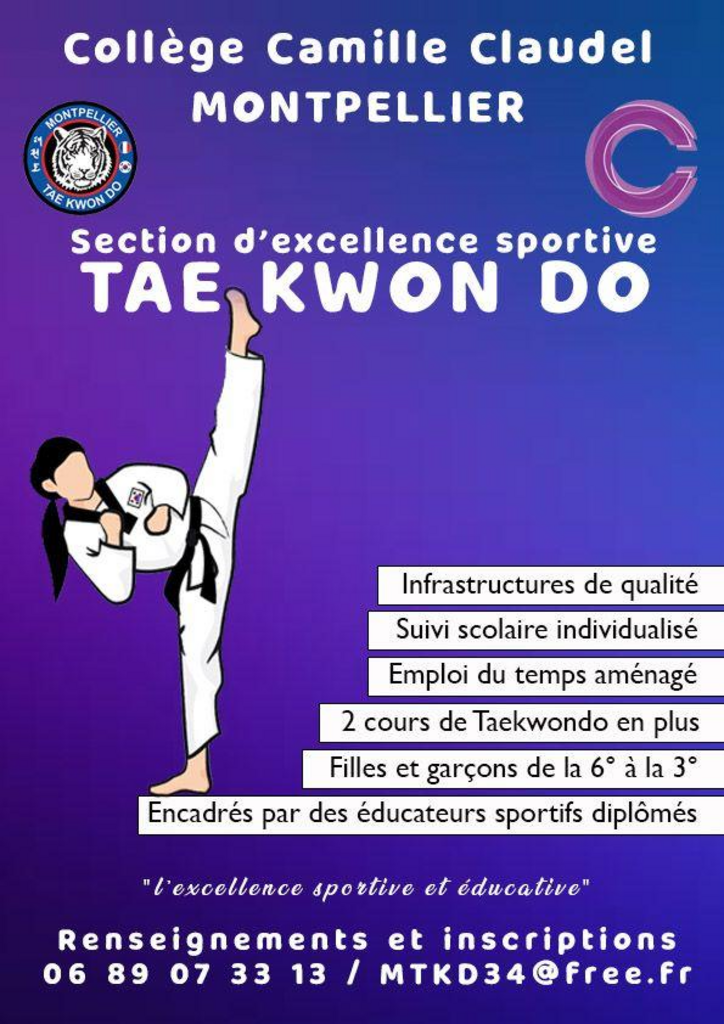 Collège Camille Claudel
MONTPELLIER
MONTPELLIER
TAE KWON DO
Section d'excellence sportive
TAE KWON DO
Infrastructures de qualité
Suivi scolaire individualisé
Emploi du temps aménagé
2 cours de Taekwondo en plus
Filles et garçons de la 6° à la 3°
Encadrés par des éducateurs sportifs diplômés
"l'excellence sportive et éducative"
Renseignements et inscriptions
06 89 07 33 13 / MTKD34@free.fr